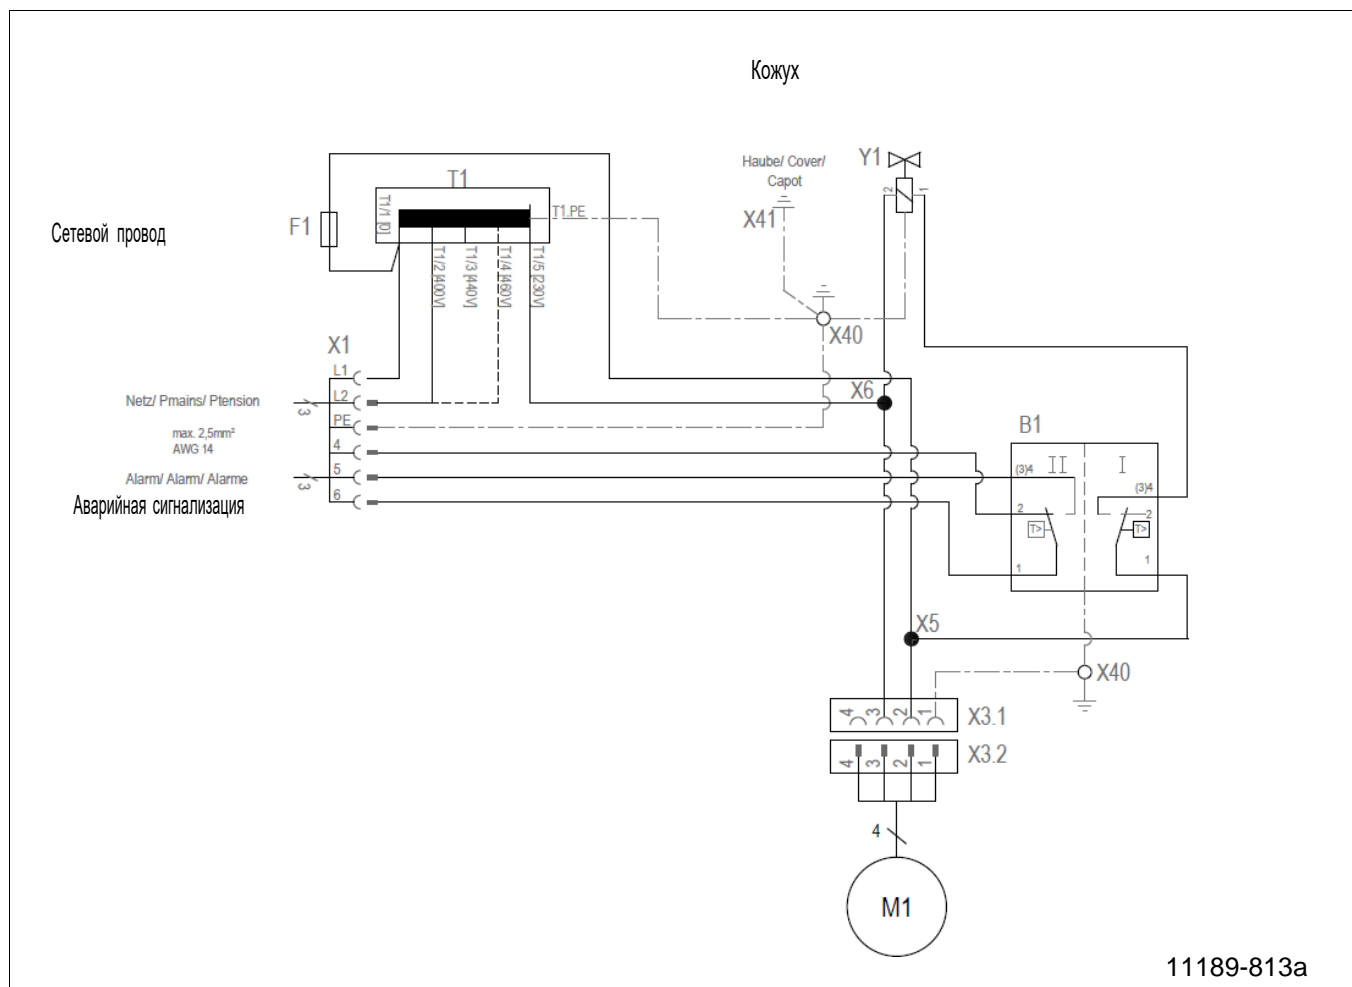 Кожух
Haube/ Cover/
Capot
Y1
2
1
T1
T1/1 [0]
T1.PE
X41
F1
Сетевой провод
T1/2 [400V]
T1/3 [440V]
T1/4 [460V]
T1/5 [230V]
X40
X1
L1
X6
Netz/ Pmains/ Ptension
3
L2
PE
max. 2,5mm²
AWG 14
B1
4
II
I
Alarm/ Alarm/ Alarme
3
5
(3)4
(3)4
Аварийная сигнализация
6
2
2
T>
T>
1
1
X5
X40
4
3
2
1
X3.1
4
3
2
1
X3.2
4
M1
11189-813a